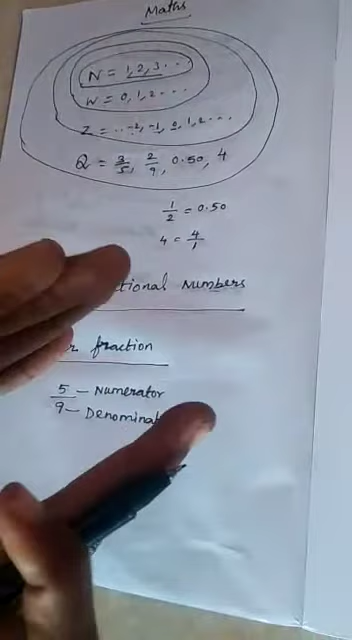 Maths
N = 1, 2, 3 . . .
W = 0, 1, 2 . . . .
Z = . . -2, -1, 0, 1, 2 . . .
Q = 3/5, 2/9, 0.50, 4
1/2 = 0.50
4 = 4/1
Numbers
fraction
5 — Numerator
9 —